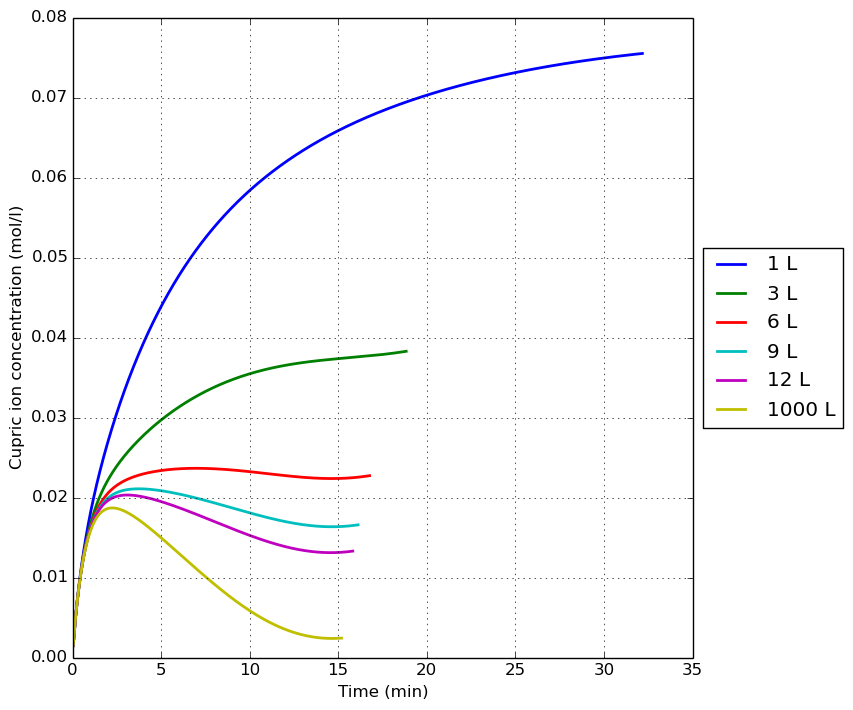 0.08
0.07
0.06
0.05
0.04
0.03
0.02
0.01
0.00
Cupric ion concentration (mol/l)
0 5 10 15 20 25 30 35
Time (min)
1 L
3 L
6 L
9 L
12 L
1000 L